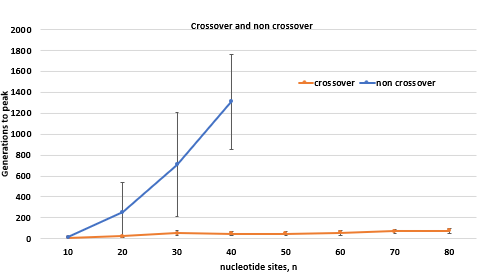 Crossover and non crossover
2000
1800
1600
1400
1200
1000
800
600
400
200
0
Generations to peak
crossover
non crossover
10 20 30 40 50 60 70 80
nucleotide sites, n